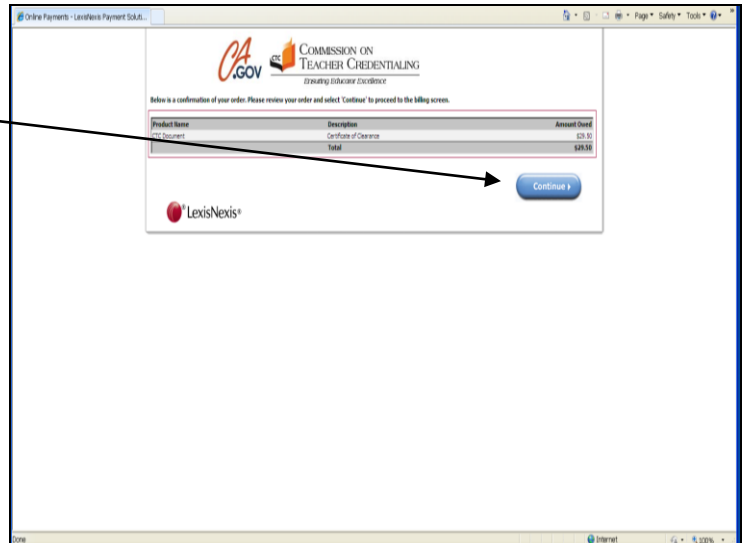 Online Payments - LexisNexis Payment Soluti...
Page Safety Tools
CA.GOV
CTC
COMMISSION ON
TEACHER CREDENTIALING
Ensuring Educator Excellence
Below is a confirmation of your order. Please review your order and select 'Continue' to proceed to the billing screen.
Product Name Description Amount Owed
CTC Document Certificate of Clearance $29.50
Total $29.50
Continue
LexisNexis®
Done Internet 100%